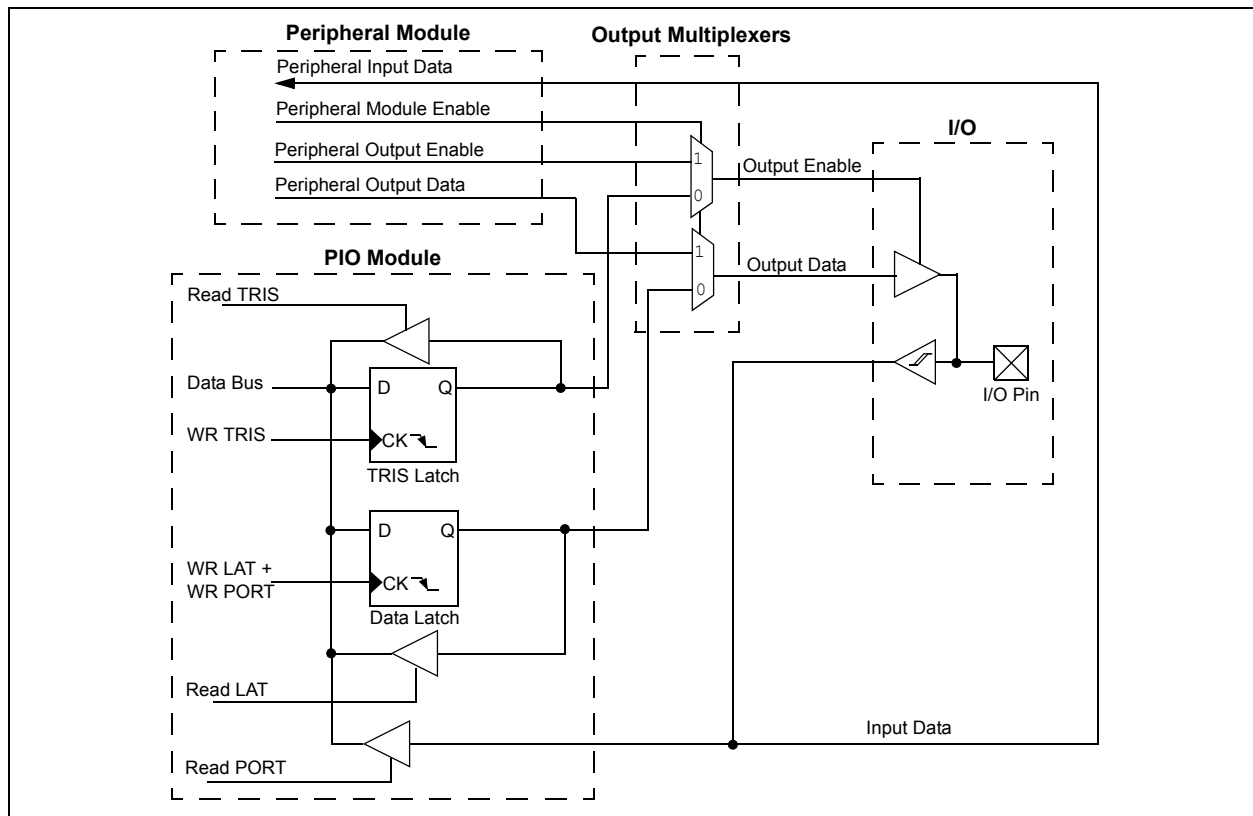 Peripheral Module
Output Multiplexers
Peripheral Input Data
Peripheral Module Enable
I/O
Peripheral Output Enable
1
Output Enable
Peripheral Output Data
0
PIO Module
1
Output Data
0
Read TRIS
Data Bus
D
Q
I/O Pin
WR TRIS
CK
TRIS Latch
D
Q
WR LAT +
WR PORT
CK
Data Latch
Read LAT
Input Data
Read PORT